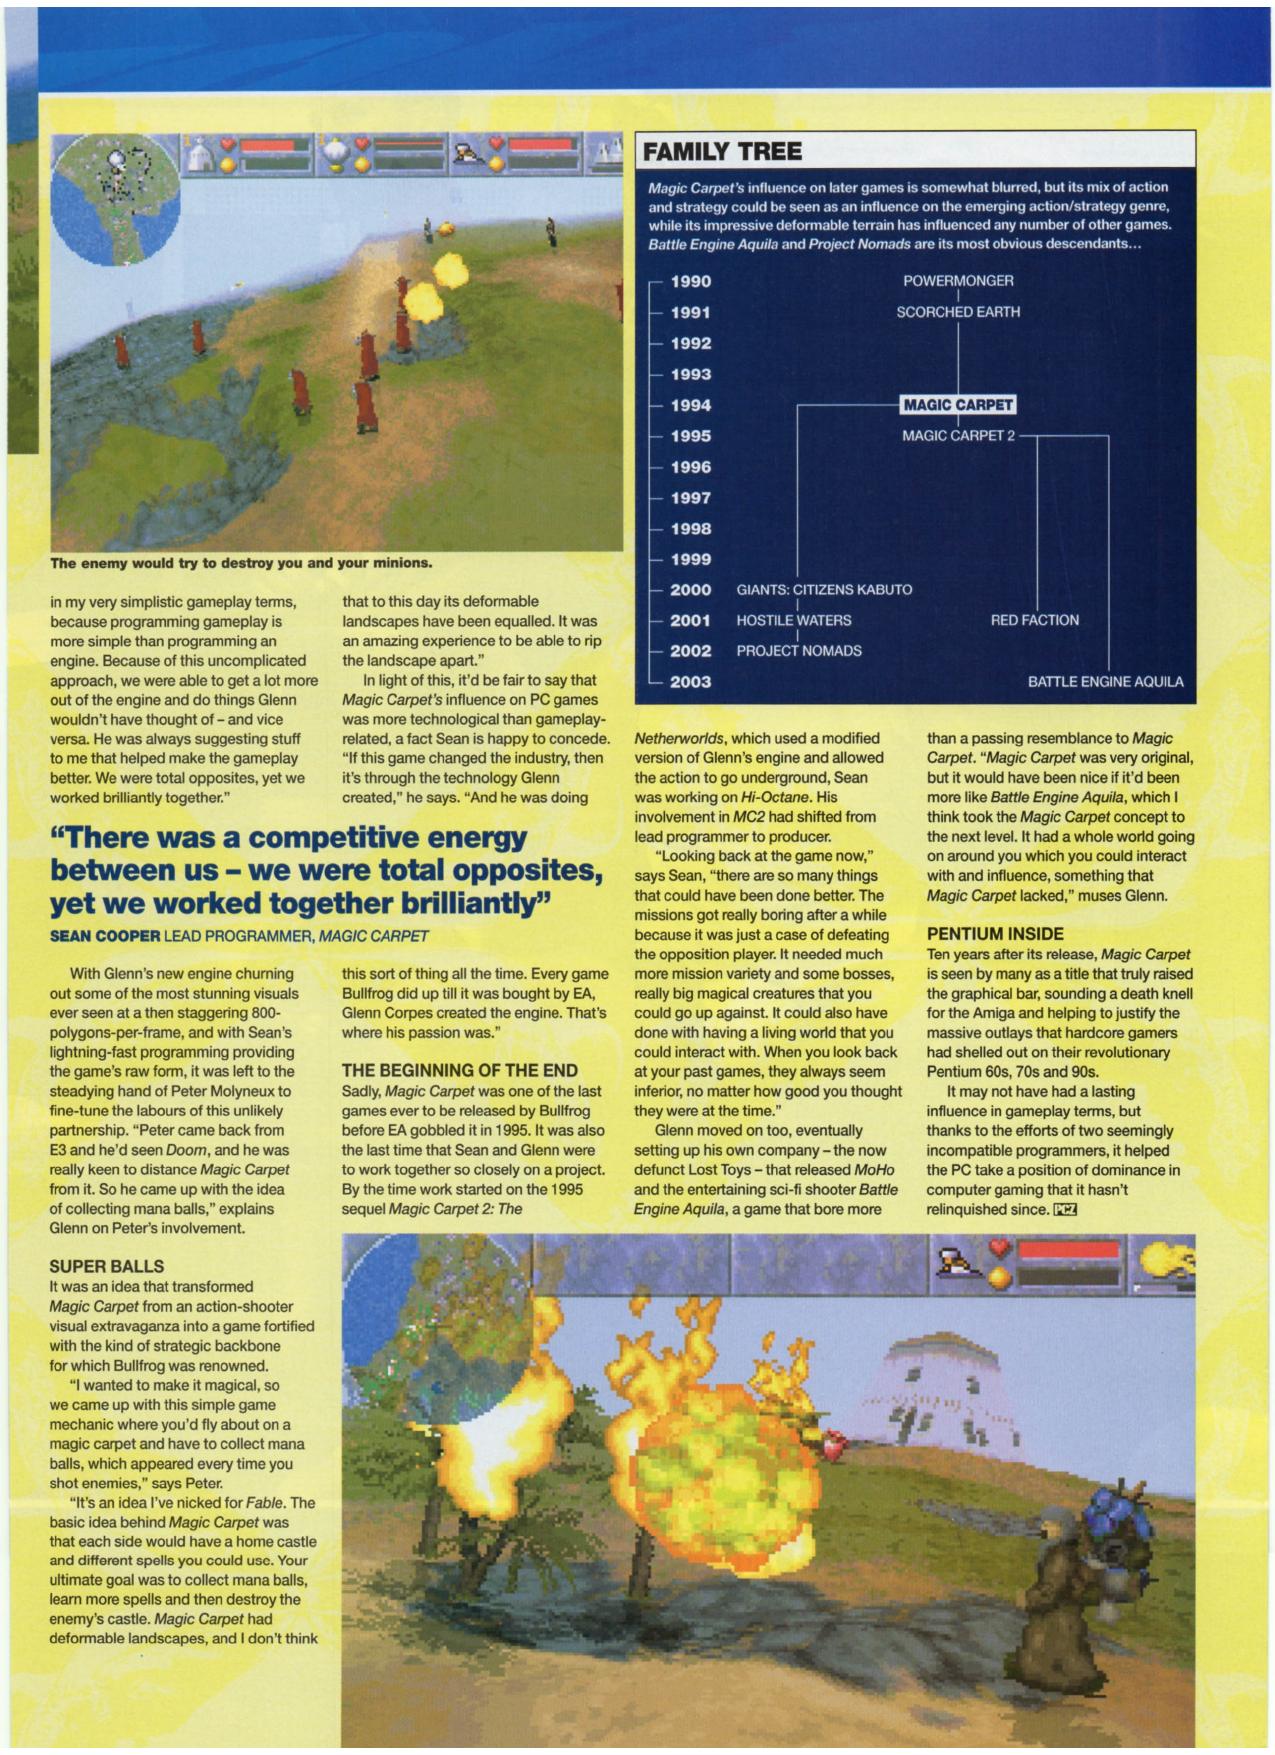 The enemy would try to destroy you and your minions.
in my very simplistic gameplay terms,
because programming gameplay is
more simple than programming an
engine. Because of this uncomplicated
approach, we were able to get a lot more
out of the engine and do things Glenn
wouldn't have thought of – and vice
versa. He was always suggesting stuff
to me that helped make the gameplay
better. We were total opposites, yet we
worked brilliantly together."
that to this day its deformable
landscapes have been equalled. It was
an amazing experience to be able to rip
the landscape apart."
In light of this, it'd be fair to say that
Magic Carpet's influence on PC games
was more technological than gameplay-
related, a fact Sean is happy to concede.
"If this game changed the industry, then
it's through the technology Glenn
created," he says. "And he was doing
"There was a competitive energy
between us – we were total opposites,
yet we worked together brilliantly"
SEAN COOPER LEAD PROGRAMMER, MAGIC CARPET
With Glenn's new engine churning
out some of the most stunning visuals
ever seen at a then staggering 800-
polygons-per-frame, and with Sean's
lightning-fast programming providing
the game's raw form, it was left to the
steadying hand of Peter Molyneux to
fine-tune the labours of this unlikely
partnership. "Peter came back from
E3 and he'd seen Doom, and he was
really keen to distance Magic Carpet
from it. So he came up with the idea
of collecting mana balls," explains
Glenn on Peter's involvement.
SUPER BALLS
It was an idea that transformed
Magic Carpet from an action-shooter
visual extravaganza into a game fortified
with the kind of strategic backbone
for which Bullfrog was renowned.
"I wanted to make it magical, so
we came up with this simple game
mechanic where you'd fly about on a
magic carpet and have to collect mana
balls, which appeared every time you
shot enemies," says Peter.
"It's an idea I've nicked for Fable. The
basic idea behind Magic Carpet was
that each side would have a home castle
and different spells you could use. Your
ultimate goal was to collect mana balls,
learn more spells and then destroy the
enemy's castle. Magic Carpet had
deformable landscapes, and I don't think
this sort of thing all the time. Every game
Bullfrog did up till it was bought by EA,
Glenn Corpes created the engine. That's
where his passion was."
THE BEGINNING OF THE END
Sadly, Magic Carpet was one of the last
games ever to be released by Bullfrog
before EA gobbled it in 1995. It was also
the last time that Sean and Glenn were
to work together so closely on a project.
By the time work started on the 1995
sequel Magic Carpet 2: The
FAMILY TREE
Magic Carpet's influence on later games is somewhat blurred, but its mix of action
and strategy could be seen as an influence on the emerging action/strategy genre,
while its impressive deformable terrain has influenced any number of other games.
Battle Engine Aquila and Project Nomads are its most obvious descendants...
1990 POWERMONGER
1991 SCORCHED EARTH
1992
1993
1994 MAGIC CARPET
1995 MAGIC CARPET 2
1996
1997
1998
1999
2000 GIANTS: CITIZENS KABUTO
2001 HOSTILE WATERS RED FACTION
2002 PROJECT NOMADS
2003 BATTLE ENGINE AQUILA
Netherworlds, which used a modified
version of Glenn's engine and allowed
the action to go underground, Sean
was working on Hi-Octane. His
involvement in MC2 had shifted from
lead programmer to producer.
"Looking back at the game now,"
says Sean, "there are so many things
that could have been done better. The
missions got really boring after a while
because it was just a case of defeating
the opposition player. It needed much
more mission variety and some bosses,
really big magical creatures that you
could go up against. It could also have
done with having a living world that you
could interact with. When you look back
at your past games, they always seem
inferior, no matter how good you thought
they were at the time."
Glenn moved on too, eventually
setting up his own company – the now
defunct Lost Toys – that released MoHo
and the entertaining sci-fi shooter Battle
Engine Aquila, a game that bore more
than a passing resemblance to Magic
Carpet. "Magic Carpet was very original,
but it would have been nice if it'd been
more like Battle Engine Aquila, which I
think took the Magic Carpet concept to
the next level. It had a whole world going
on around you which you could interact
with and influence, something that
Magic Carpet lacked," muses Glenn.
PENTIUM INSIDE
Ten years after its release, Magic Carpet
is seen by many as a title that truly raised
the graphical bar, sounding a death knell
for the Amiga and helping to justify the
massive outlays that hardcore gamers
had shelled out on their revolutionary
Pentium 60s, 70s and 90s.
It may not have had a lasting
influence in gameplay terms, but
thanks to the efforts of two seemingly
incompatible programmers, it helped
the PC take a position of dominance in
computer gaming that it hasn't
relinquished since. PCZ